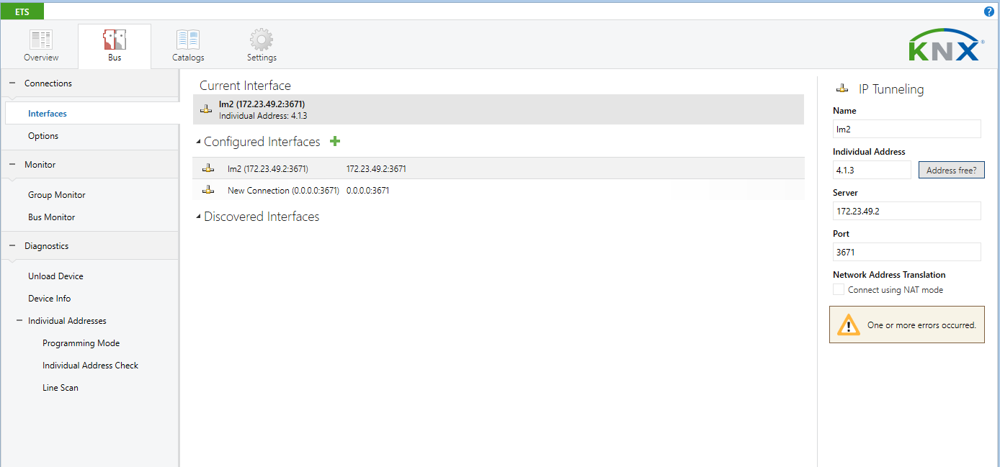 ETS
?
Overview
Bus
Catalogs
Settings
KNX®
Connections
Interfaces
Options
Monitor
Group Monitor
Bus Monitor
Diagnostics
Unload Device
Device Info
Individual Addresses
Programming Mode
Individual Address Check
Line Scan
Current Interface
Im2 (172.23.49.2:3671)
Individual Address: 4.1.3
Configured Interfaces
Im2 (172.23.49.2:3671) 172.23.49.2:3671
New Connection (0.0.0.0:3671) 0.0.0.0:3671
Discovered Interfaces
IP Tunneling
Name
Im2
Individual Address
4.1.3 Address free?
Server
172.23.49.2
Port
3671
Network Address Translation
Connect using NAT mode
One or more errors occurred.